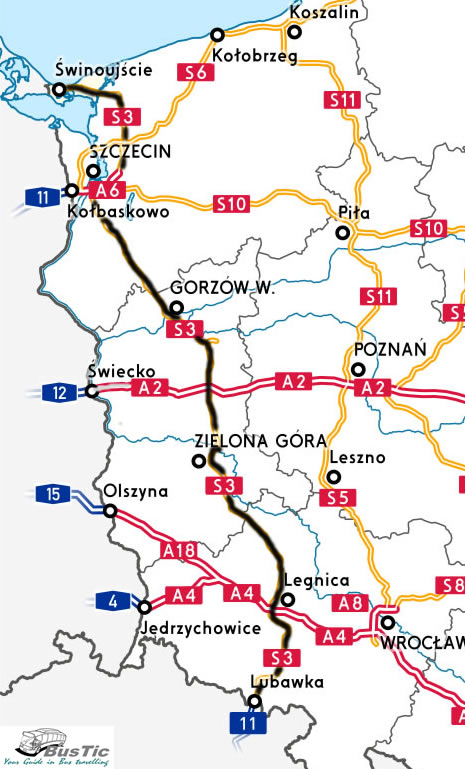 Koszalin
Kołobrzeg
S6
Świnoujście
S11
S3
SZCZECIN
11
A6
Kołbaskowo
S10
Piła
S10
GORZÓW W.
S11
S3
POZNAŃ
Świecko
12
A2
A2
A2
ZIELONA GÓRA
Leszno
S3
15
Olszyna
S5
A18
Legnica
S8
4
A4
A4
A8
Jedrzychowice
A4
WROCŁAW
S3
Lubawka
11
BusTic
Your Guide in Bus travelling